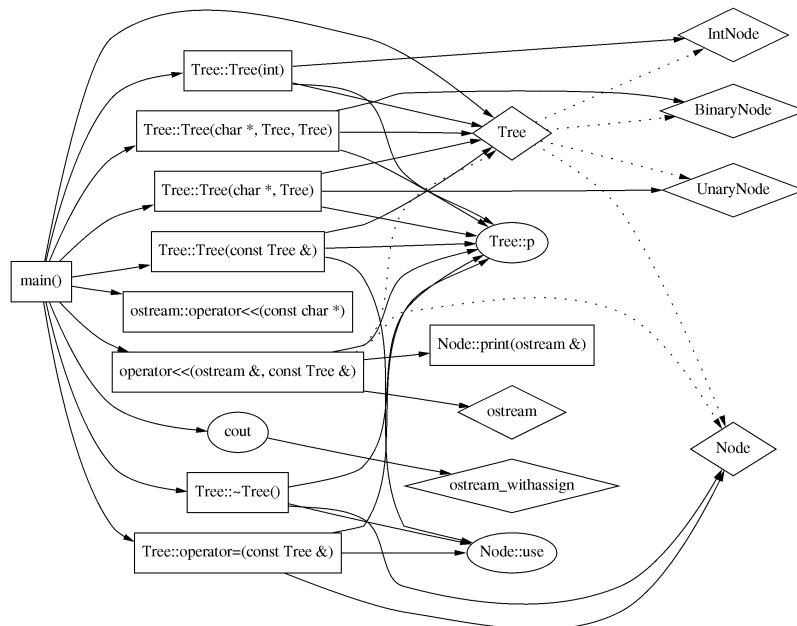 IntNode
Tree::Tree(int)
BinaryNode
Tree::Tree(char *, Tree, Tree)
Tree
Tree::Tree(char *, Tree)
UnaryNode
Tree::Tree(const Tree &)
Tree::p
main()
ostream::operator<<(const char *)
Node::print(ostream &)
operator<<(ostream &, const Tree &)
ostream
cout
Node
ostream_withassign
Tree::~Tree()
Tree::operator=(const Tree &)
Node::use